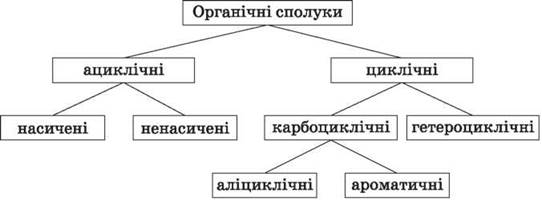 Органічні сполуки
ациклічні
циклічні
насичені
ненасичені
карбоциклічні
гетероциклічні
аліциклічні
ароматичні